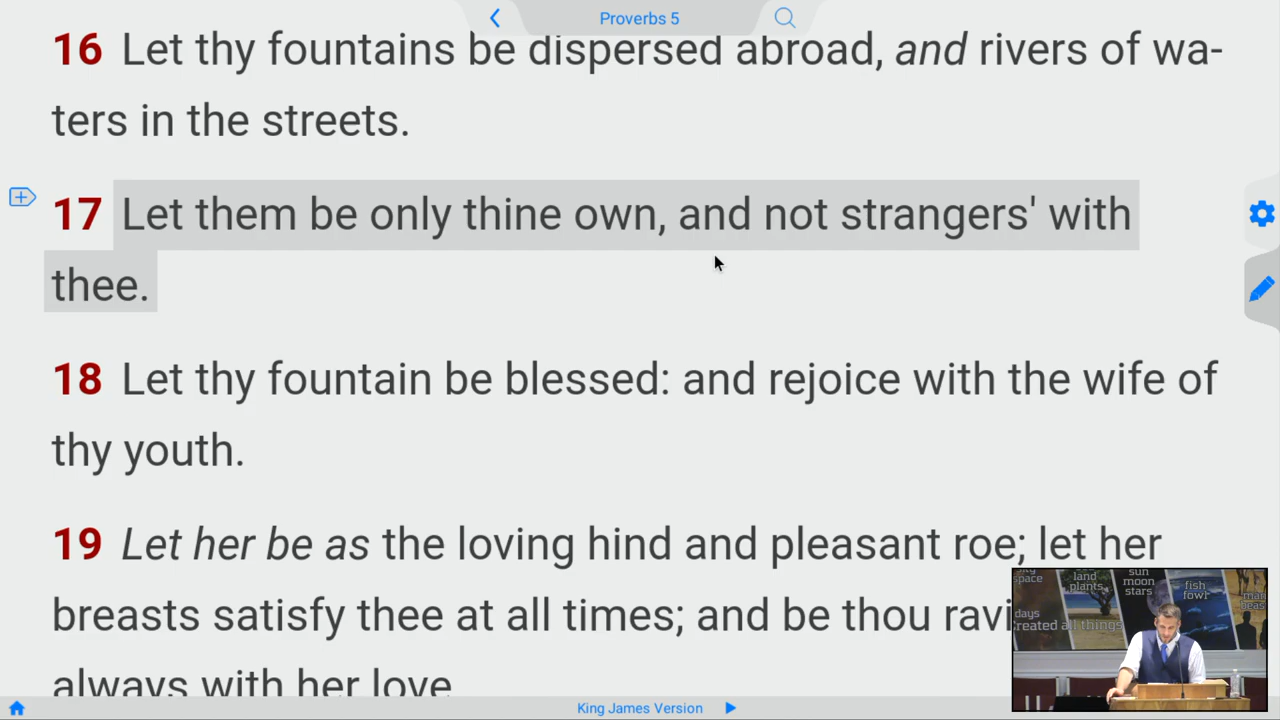 Proverbs 5
16 Let thy fountains be dispersed abroad, and rivers of wa-
ters in the streets.
17 Let them be only thine own, and not strangers' with
thee.
18 Let thy fountain be blessed: and rejoice with the wife of
thy youth.
19 Let her be as the loving hind and pleasant roe; let her
breasts satisfy thee at all times; and be thou ravi
always with her love
space
land
plants
sun
moon
stars
fish
fowl
days
created all things
King James Version